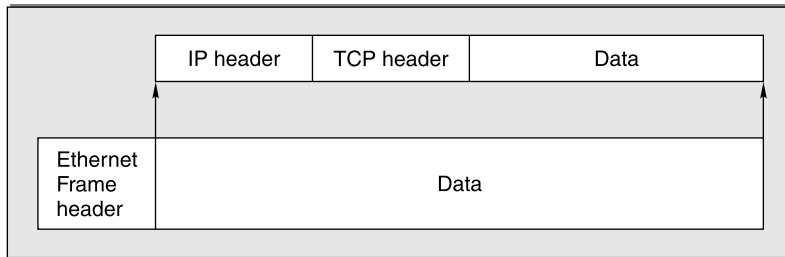 IP header
TCP header
Data
Ethernet
Frame
header
Data